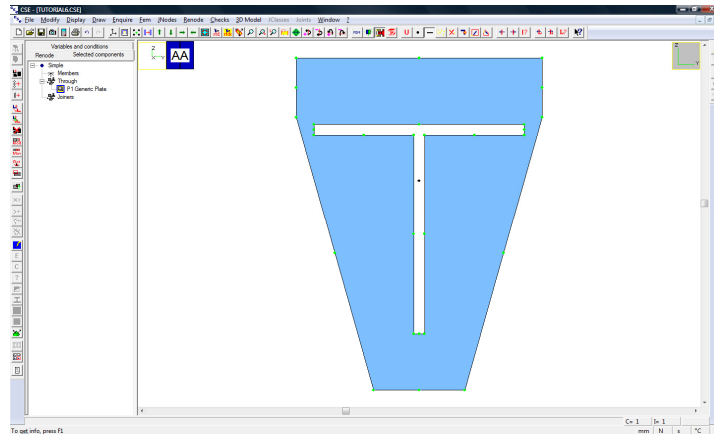 CSE - [TUTORIAL6.CSE]
File Modify Display Draw Enquire Fem JNodes Renode Checks 3D Model IClasses Joints Window ?
Variables and conditions
Renode Selected components
Simple
Members
Through
P1 Generic Plate
Joiners
Z
Y
AA
Z
Y
C= 1 I= 1
To get info, press F1 mm N s °C